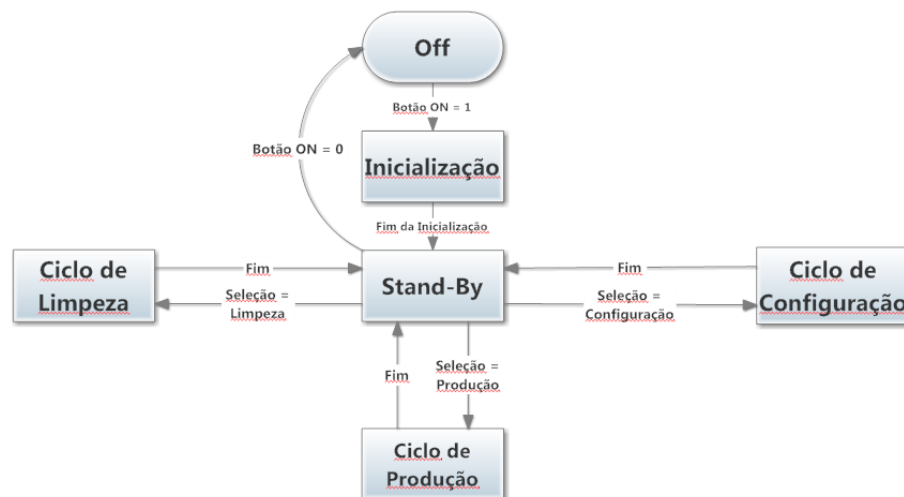 Off
Botão ON = 1
Botão ON = 0
Inicialização
Fim da Inicialização
Ciclo de
Limpeza
Fim
Seleção =
Limpeza
Stand-By
Fim
Seleção =
Configuração
Ciclo de
Configuração
Fim
Seleção =
Produção
Ciclo de
Produção